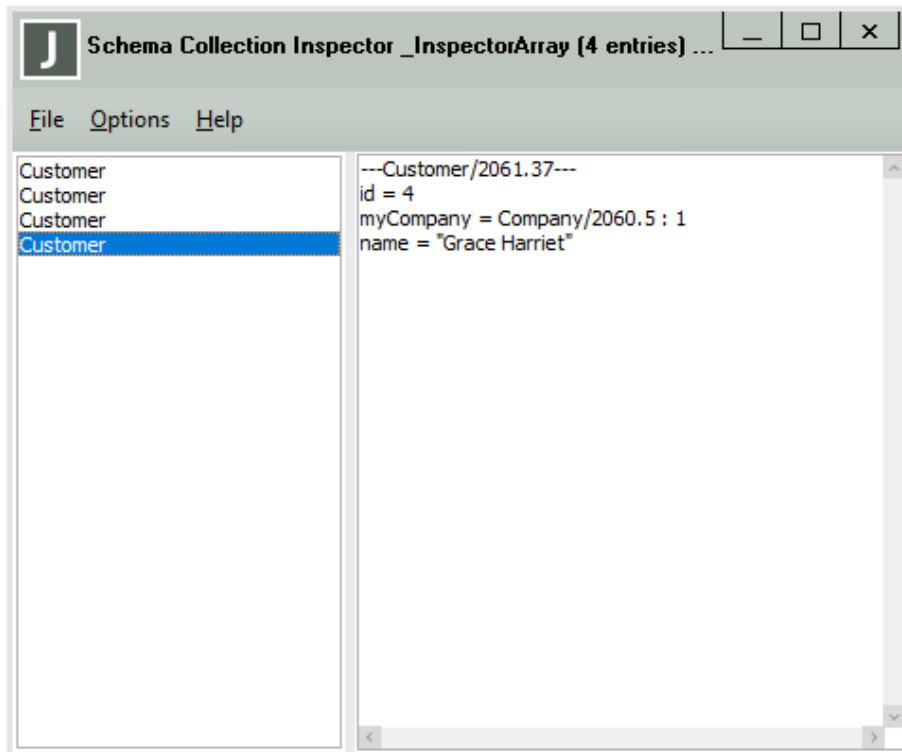 J
Schema Collection Inspector _InspectorArray (4 entries) ...
File Options Help
Customer
Customer
Customer
Customer
---Customer/2061.37---
id = 4
myCompany = Company/2060.5 : 1
name = "Grace Harriet"